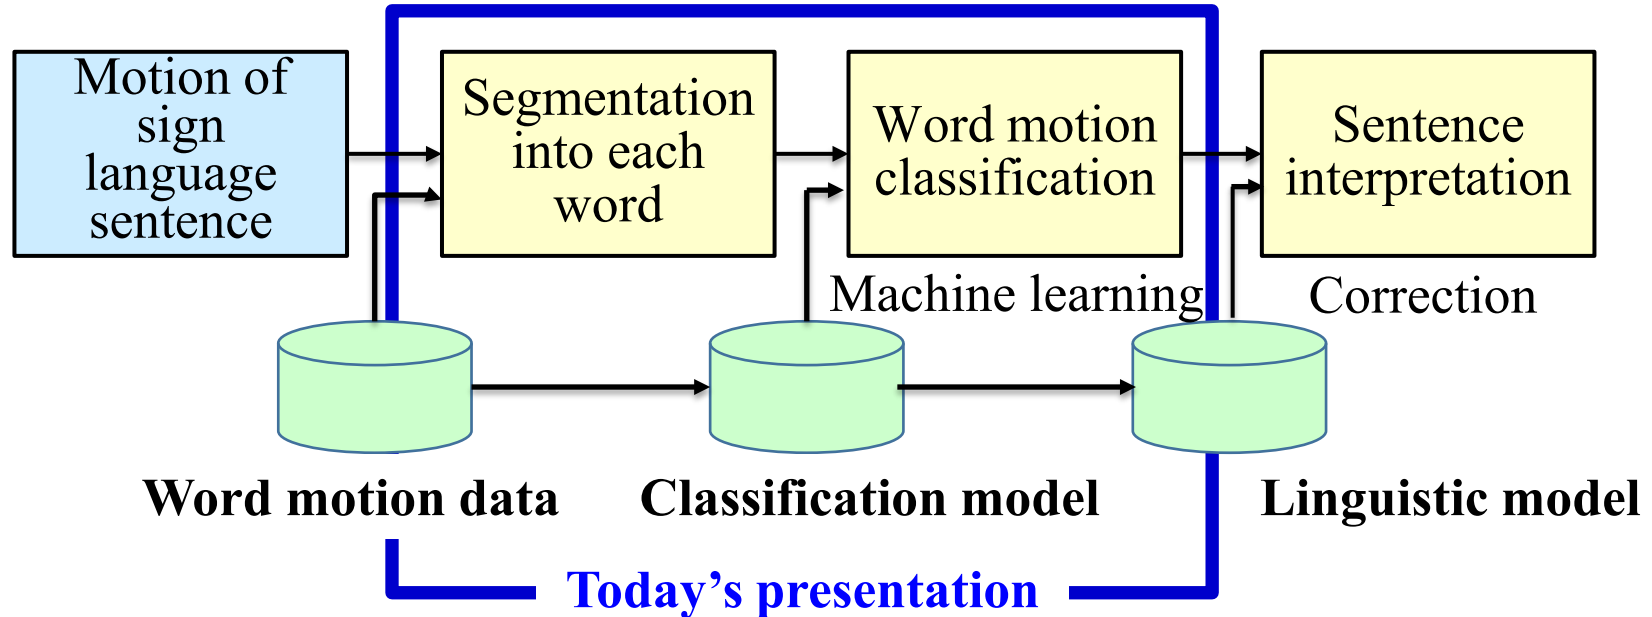 Motion of
sign
language
sentence
Segmentation
into each
word
Word motion
classification
Sentence
interpretation
Machine learning
Correction
Word motion data
Classification model
Linguistic model
Today’s presentation